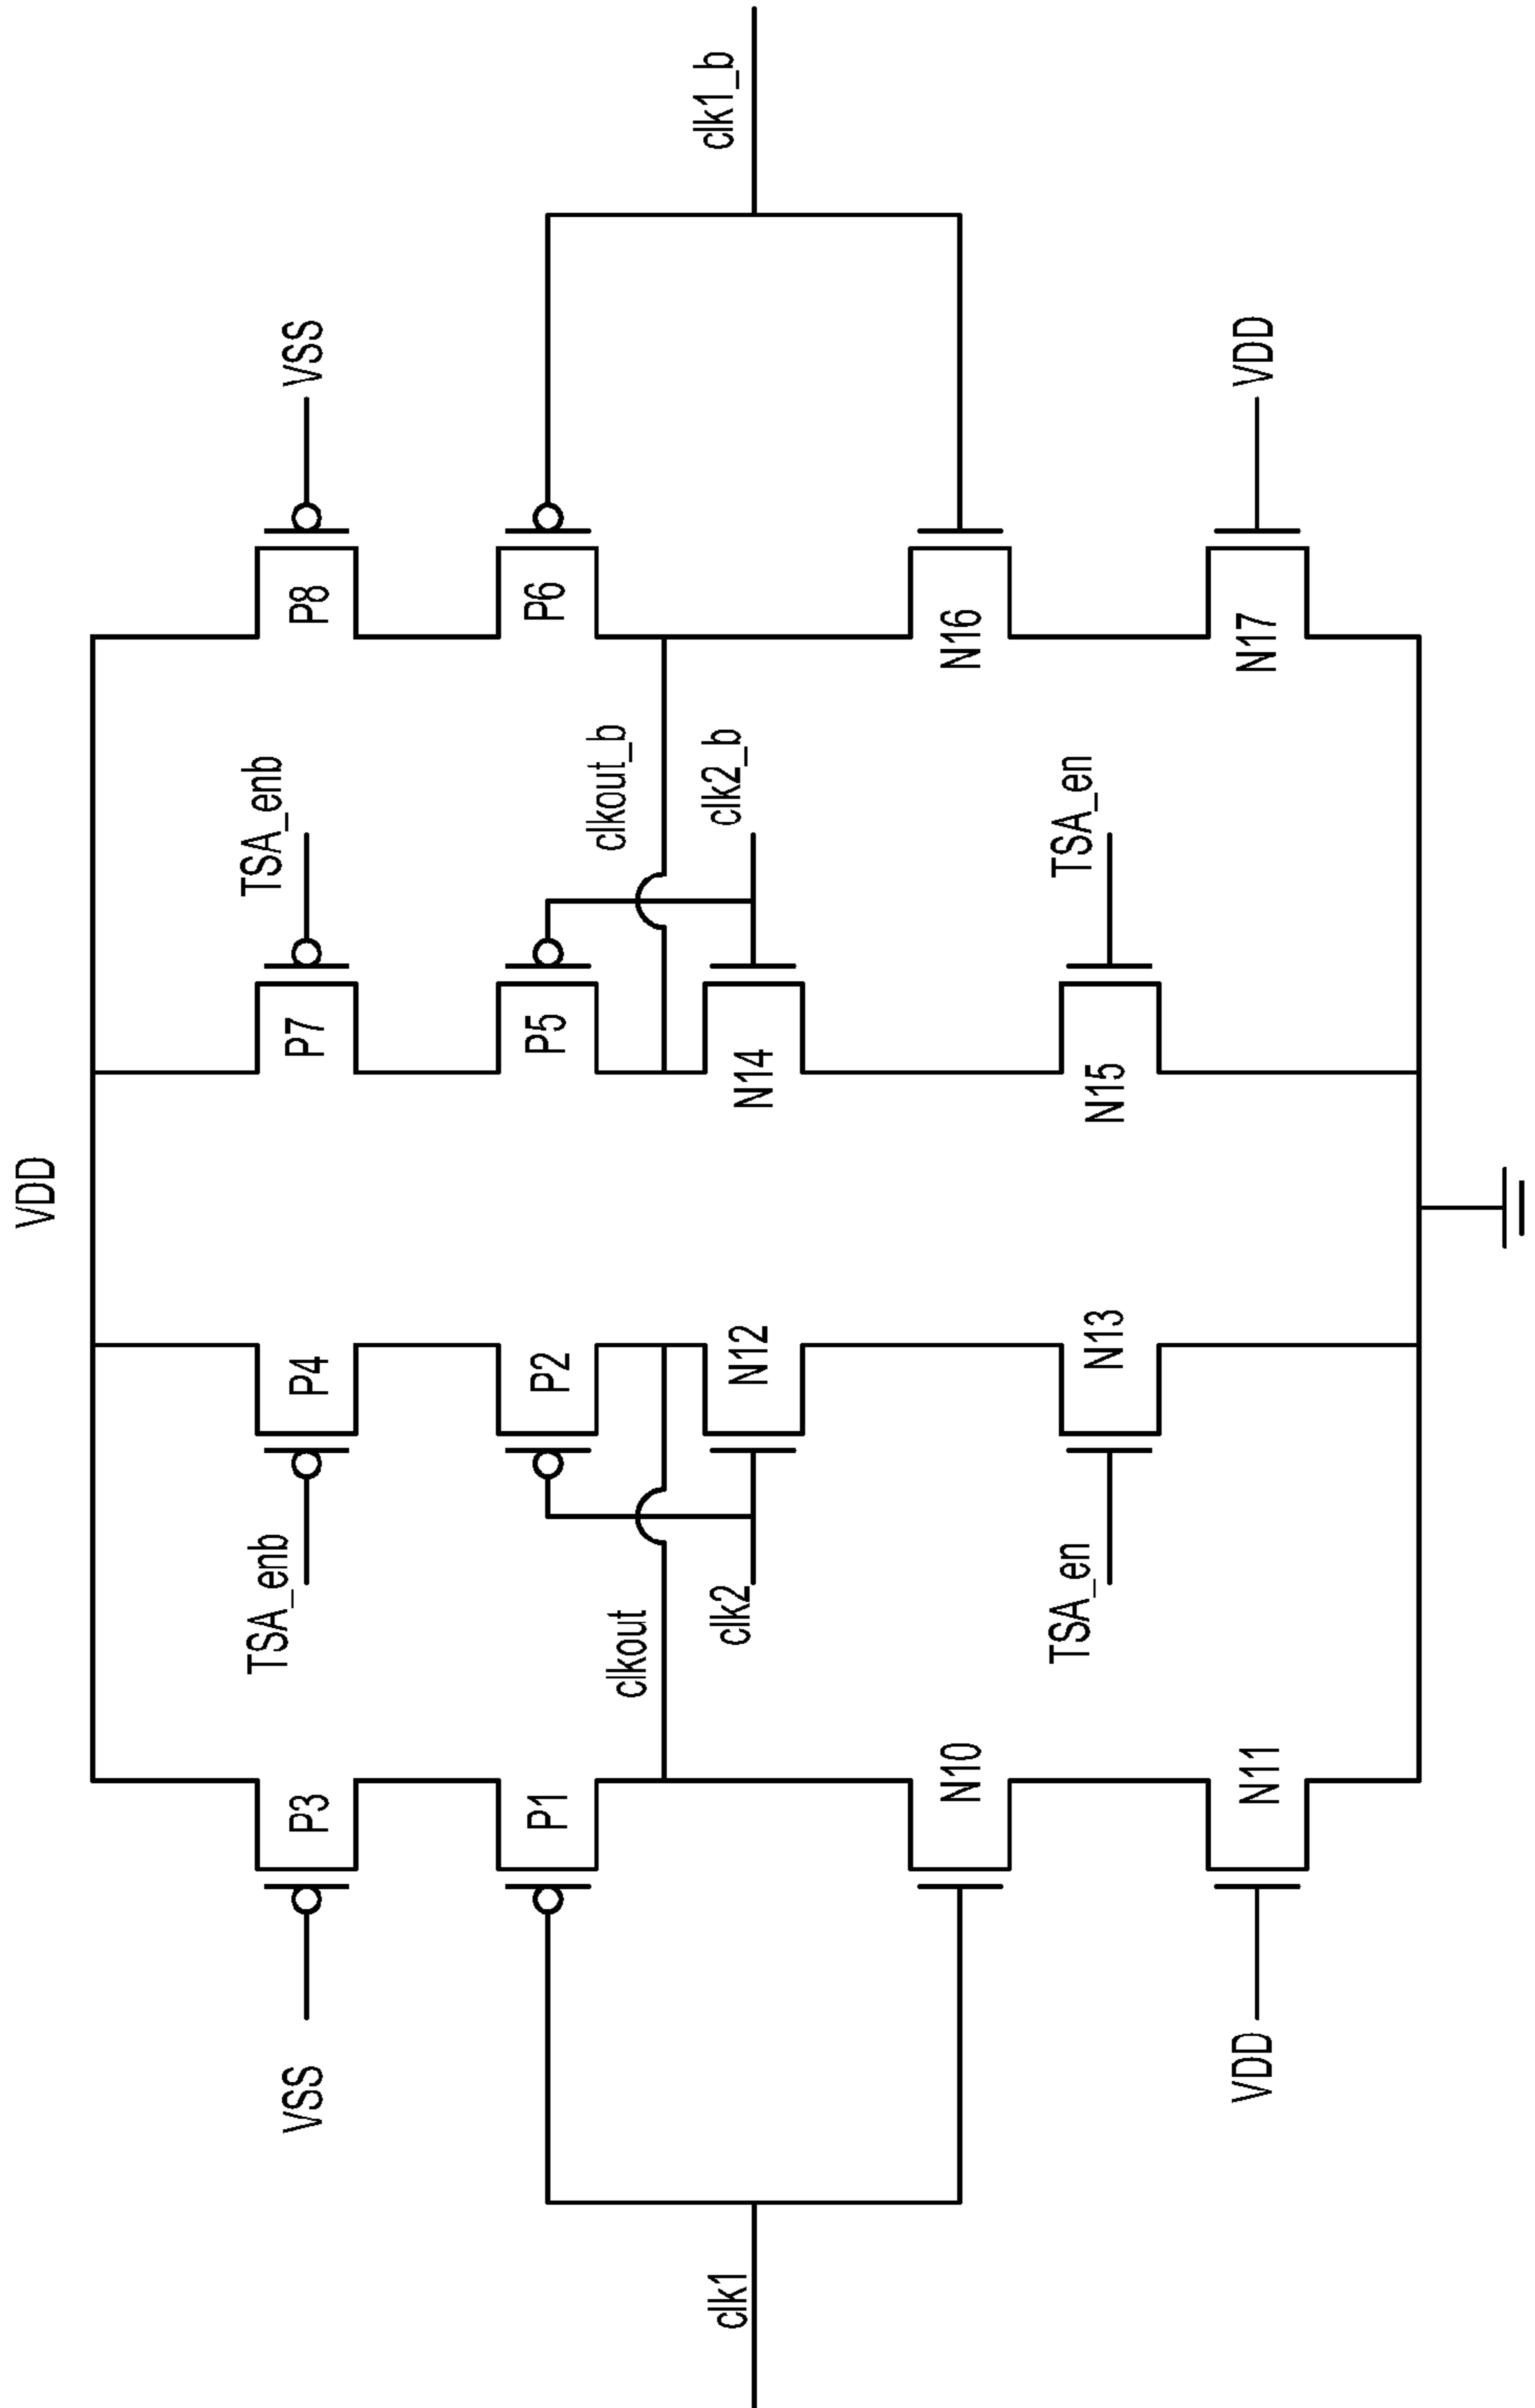 VDD
VSS
P3
TSA_enb
P4
TSA_enb
P7
VSS
P8
P1
P2
P5
P6
clkout
clkout_b
clk1
clk2
N12
N14
clk2_b
clk1_b
N10
N16
TSA_en
N13
N15
TSA_en
VDD
N11
N17
VDD